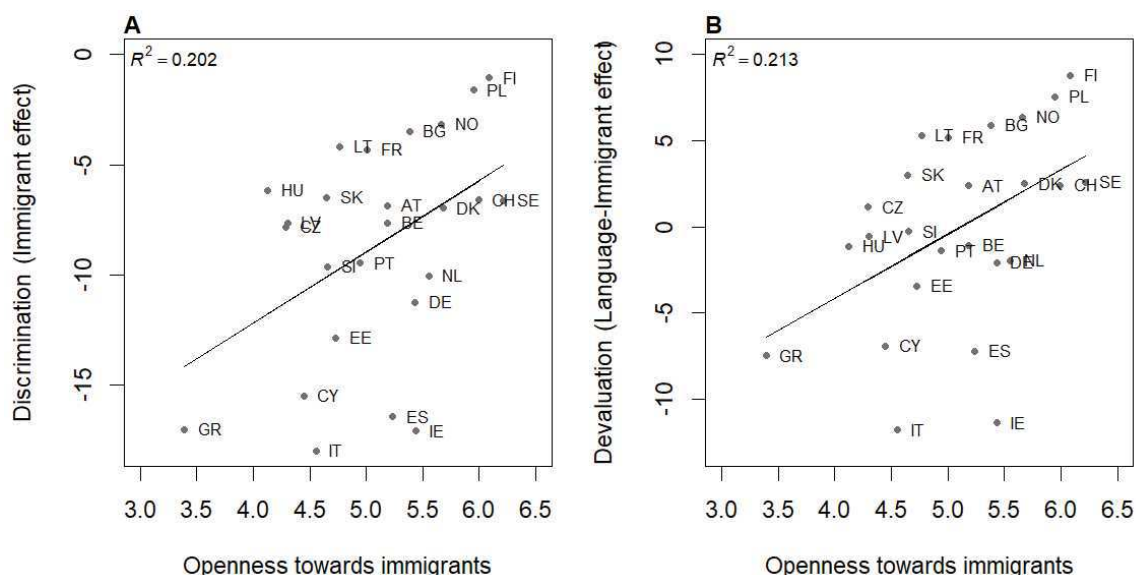 A
R² = 0.202
Discrimination (Immigrant effect)
0
-5
-10
-15
FI
PL
NO
BG
LT
FR
HU
SK
AT
DK
CH
SE
LV
CZ
BE
SI
PT
NL
DE
EE
CY
ES
IE
GR
IT
3.0 3.5 4.0 4.5 5.0 5.5 6.0 6.5
Openness towards immigrants
B
R² = 0.213
Devaluation (Language-Immigrant effect)
10
5
0
-5
-10
FI
PL
NO
BG
LT
FR
SK
AT
DK
CH
SE
CZ
SI
LV
HU
BE
PT
DE
NL
EE
CY
ES
GR
IT
IE
3.0 3.5 4.0 4.5 5.0 5.5 6.0 6.5
Openness towards immigrants